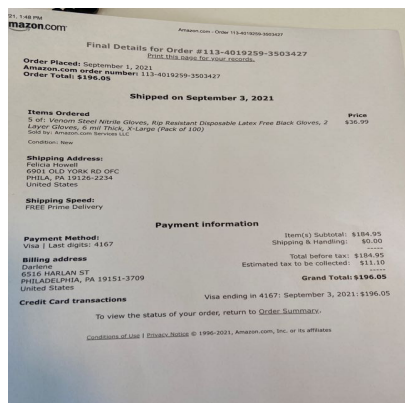 21, 1:48 PM
Amazon.com - Order 113-4019259-3503427
mazon.com
Final Details for Order #113-4019259-3503427
Print this page for your records.
Order Placed: September 1, 2021
Amazon.com order number: 113-4019259-3503427
Order Total: $196.05
Shipped on September 3, 2021
Items Ordered Price
5 of: Venom Steel Nitrile Gloves, Rip Resistant Disposable Latex Free Black Gloves, 2 $36.99
Layer Gloves, 6 mil Thick, X-Large (Pack of 100)
Sold by: Amazon.com Services LLC
Condition: New
Shipping Address:
Felicia Howell
6901 OLD YORK RD OFC
PHILA, PA 19126-2234
United States
Shipping Speed:
FREE Prime Delivery
Payment information
Payment Method:
Visa | Last digits: 4167
Billing address
Darlene
6516 HARLAN ST
PHILADELPHIA, PA 19151-3709
United States
Item(s) Subtotal: $184.95
Shipping & Handling: $0.00
-----
Total before tax: $184.95
Estimated tax to be collected: $11.10
-----
Grand Total: $196.05
Credit Card transactions
Visa ending in 4167: September 3, 2021: $196.05
To view the status of your order, return to Order Summary.
Conditions of Use | Privacy Notice © 1996-2021, Amazon.com, Inc. or its affiliates